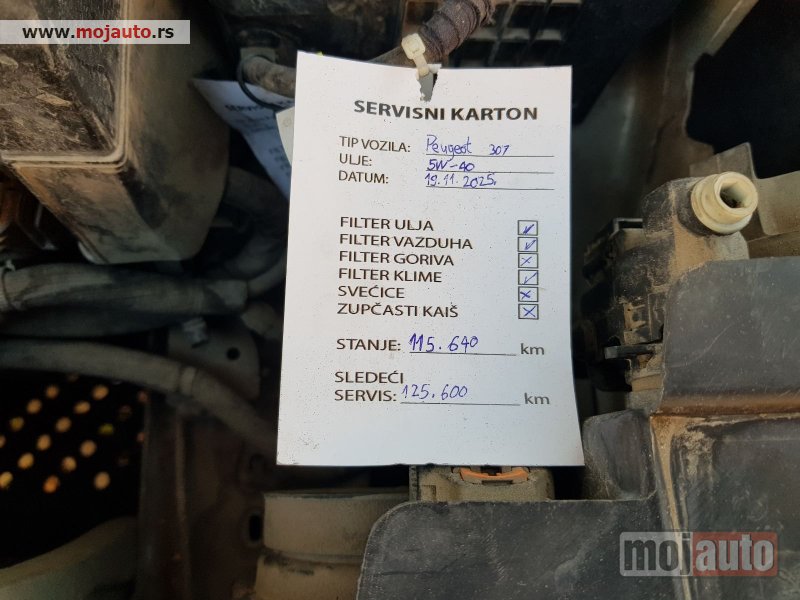 www.mojauto.rs
SERVISNI KARTON
TIP VOZILA: Peugeot 307
ULJE: 5W-40
DATUM: 19.11.2025.
FILTER ULJA ✓
FILTER VAZDUHA ✓
FILTER GORIVA ×
FILTER KLIME ✓
SVEĆICE ×
ZUPČASTI KAIŠ ×
STANJE: 115.640 km
SLEDEĆI
SERVIS: 125.600 km
mojauto